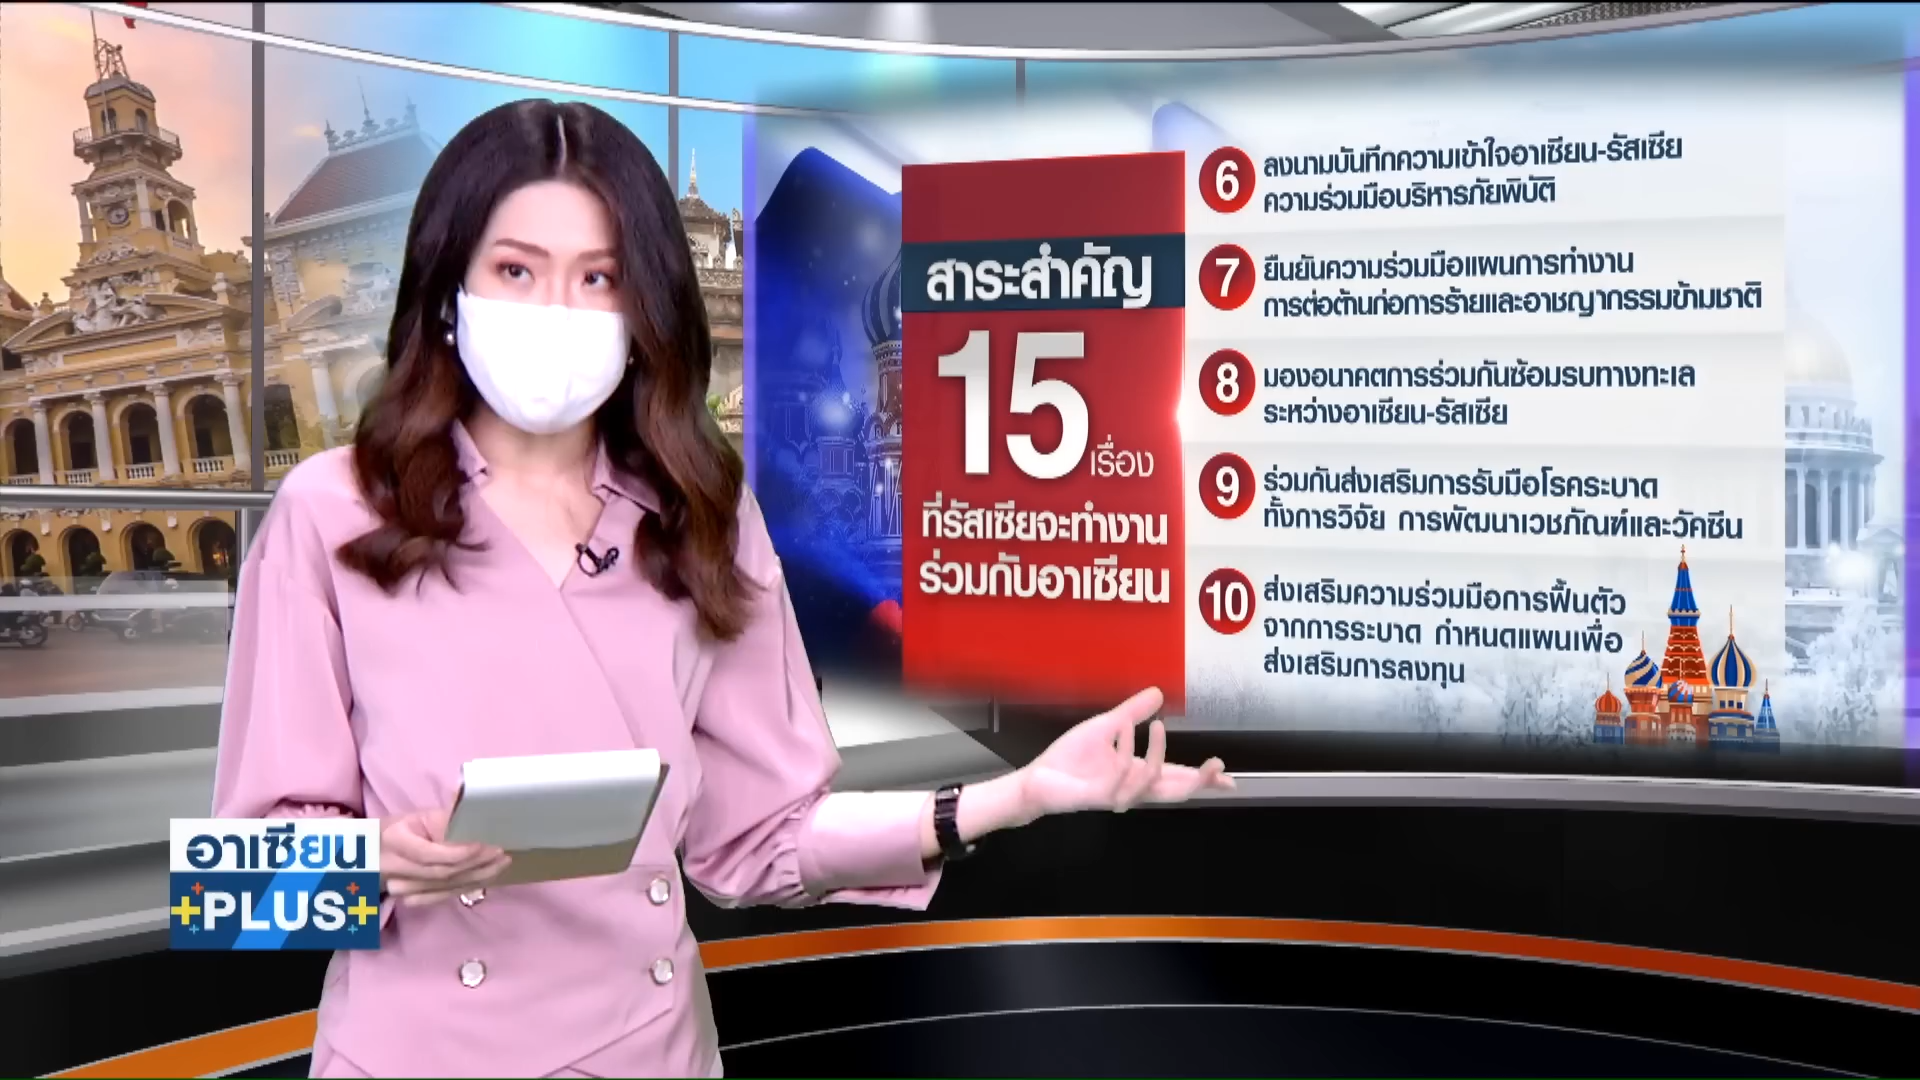 สาระสำคัญ
15 เรื่อง
ที่รัสเซียจะทำงาน
ร่วมกับอาเซียน
6 ลงนามบันทึกความเข้าใจอาเซียน-รัสเซีย
ความร่วมมือบริหารภัยพิบัติ
7 ยืนยันความร่วมมือแผนการทำงาน
การต่อต้านก่อการร้ายและอาชญากรรมข้ามชาติ
8 มองอนาคตการร่วมกันซ้อมรบทางทะเล
ระหว่างอาเซียน-รัสเซีย
9 ร่วมกันส่งเสริมการรับมือโรคระบาด
ทั้งการวิจัย การพัฒนาเวชภัณฑ์และวัคซีน
10 ส่งเสริมความร่วมมือการฟื้นตัว
จากการระบาด กำหนดแผนเพื่อ
ส่งเสริมการลงทุน
อาเซียน
+PLUS+